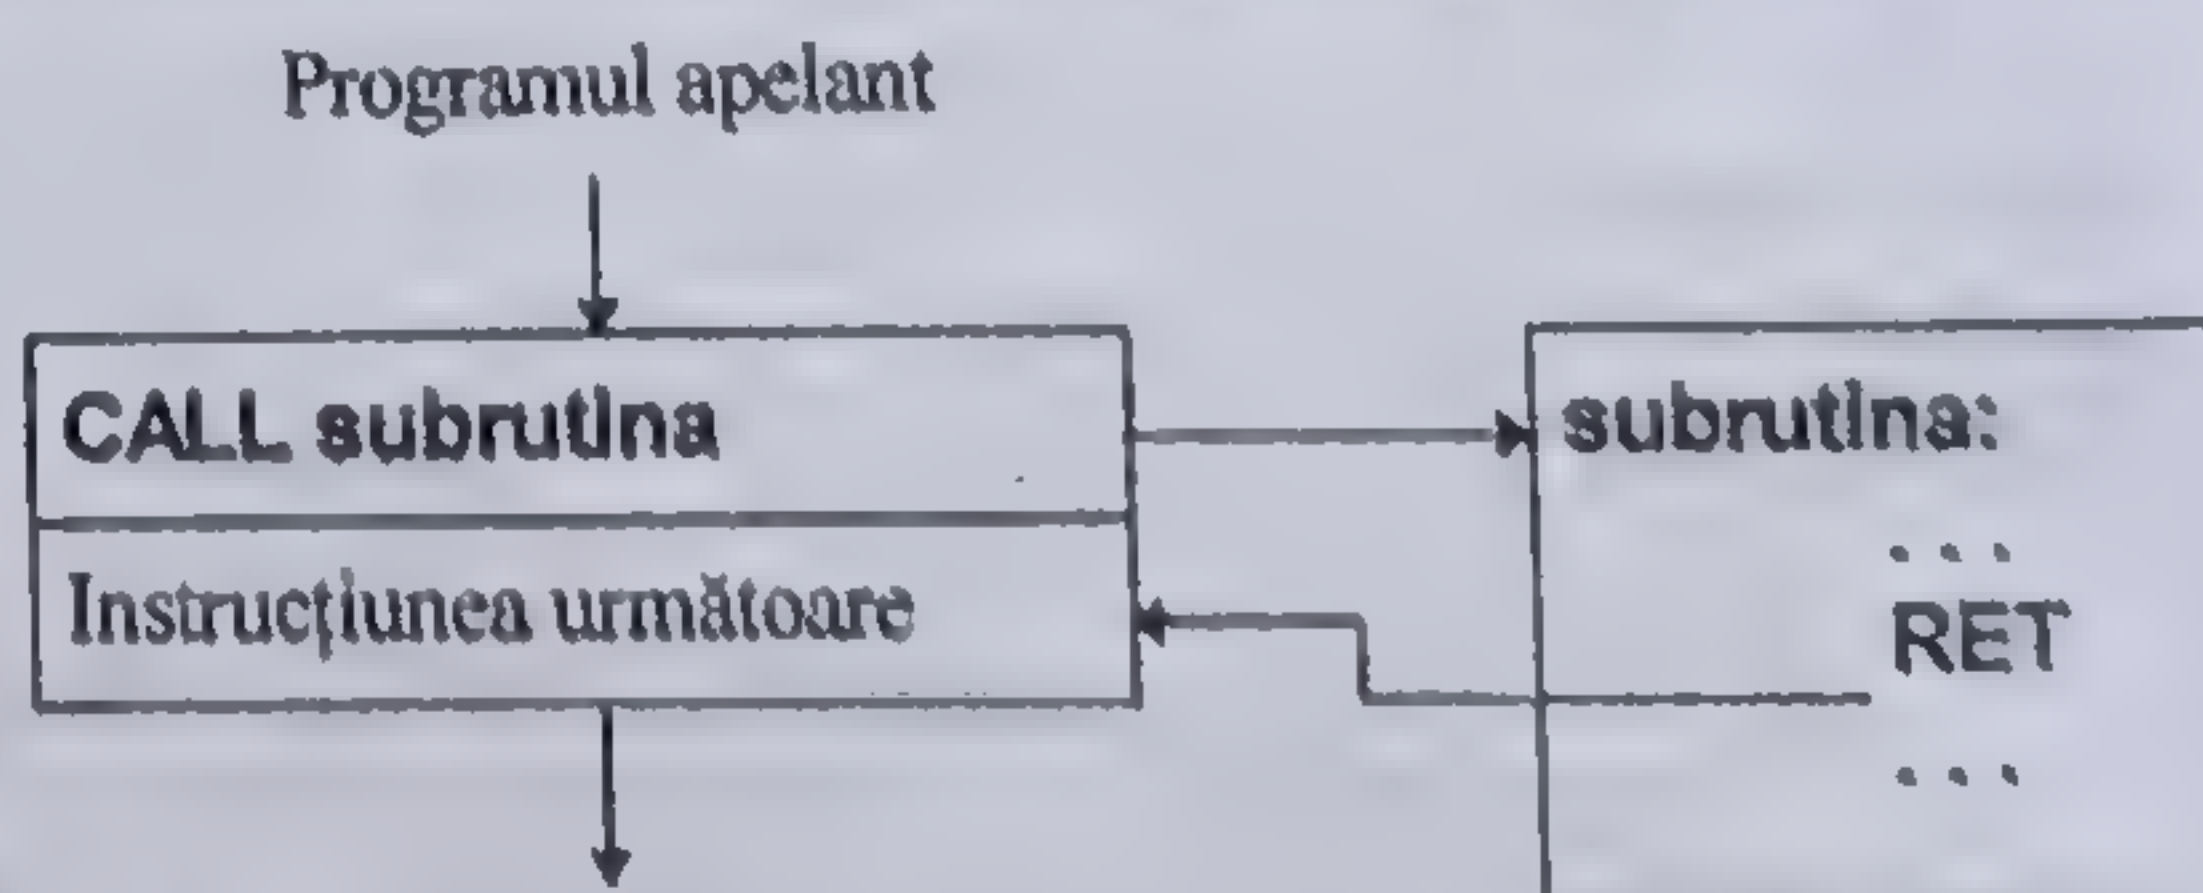 Programul apelant
CALL subrutina
Instrucțiunea următoare
subrutina:
...
RET
...